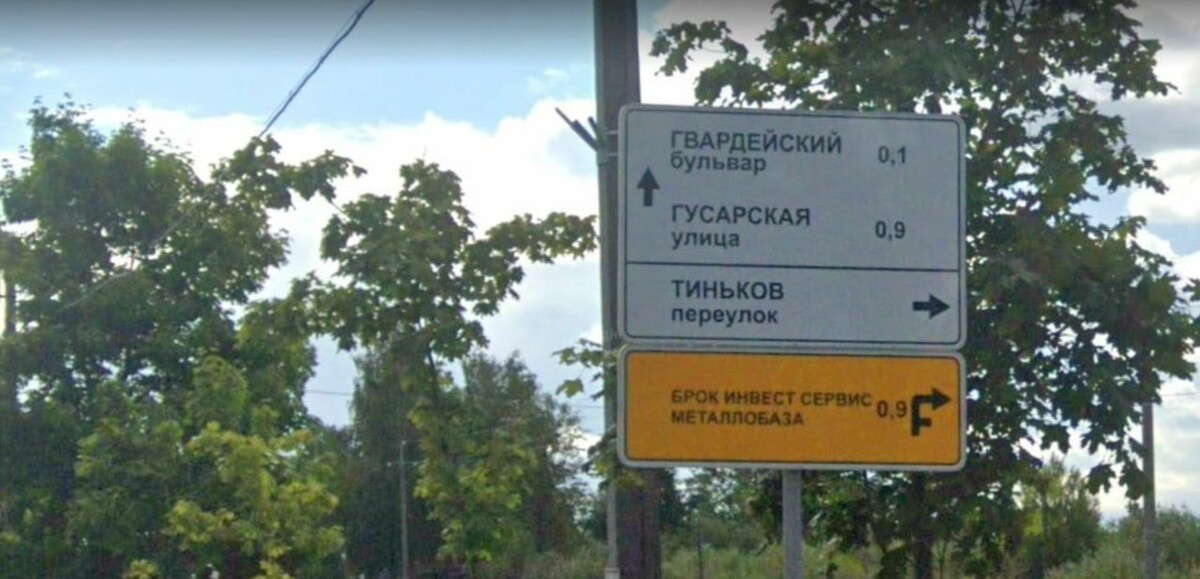 ГВАРДЕЙСКИЙ
бульвар 0,1
ГУСАРСКАЯ
улица 0,9
ТИНЬКОВ
переулок
БРОК ИНВЕСТ СЕРВИС
МЕТАЛЛОБАЗА 0,9